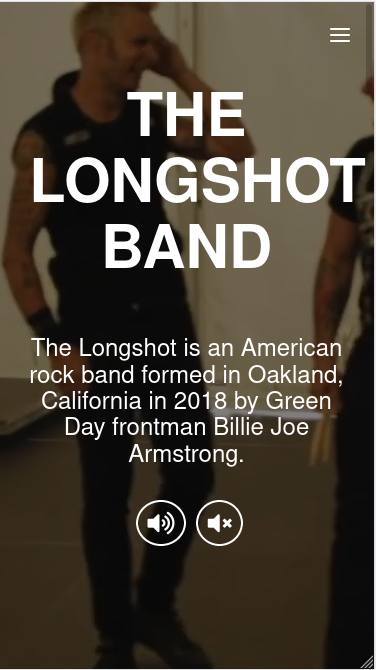 THE
LONGSHOT
BAND
The Longshot is an American
rock band formed in Oakland,
California in 2018 by Green
Day frontman Billie Joe
Armstrong.